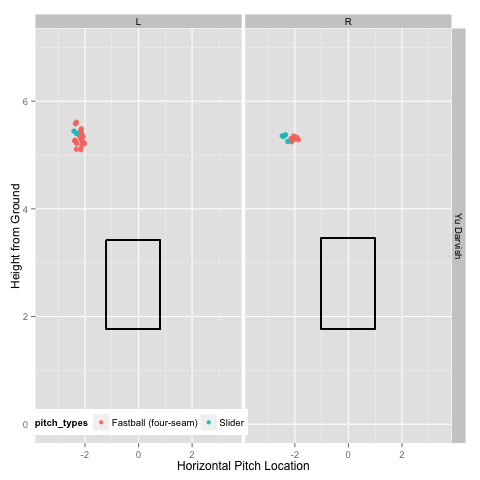 L R
6
4
2
0
Height from Ground
Yu Darvish
pitch_types Fastball (four-seam) Slider
-2 0 2 -2 0 2
Horizontal Pitch Location